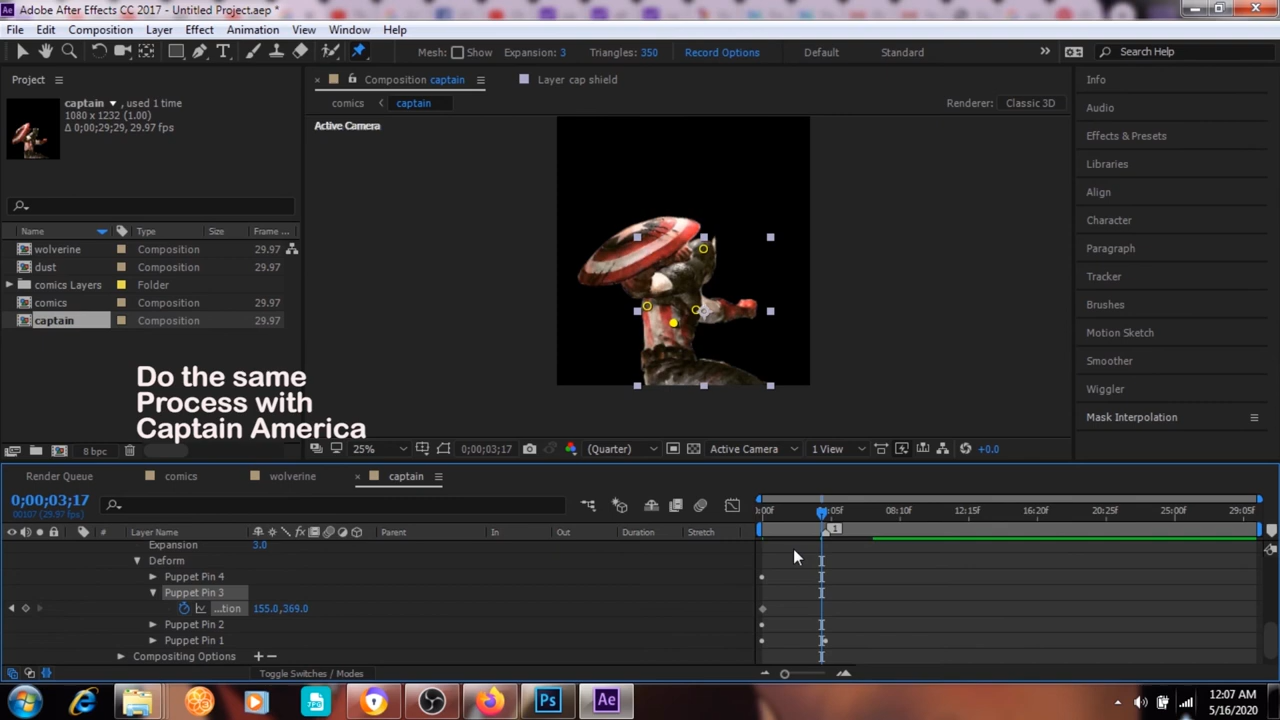 Adobe After Effects CC 2017 - Untitled Project.aep *
File Edit Composition Layer Effect Animation View Window Help
Mesh: Show Expansion: 3 Triangles: 350 Record Options Default Standard Search Help
Project
Composition captain
Layer cap shield
captain , used 1 time
1080 x 1232 (1.00)
Δ 0;00;29;29, 29.97 fps
comics captain
Renderer: Classic 3D
Active Camera
Info
Audio
Effects & Presets
Libraries
Align
Character
Paragraph
Tracker
Brushes
Motion Sketch
Smoother
Wiggler
Mask Interpolation
Name Type Size Frame ...
wolverine Composition 29.97
dust Composition 29.97
comics Layers Folder
comics Composition 29.97
captain Composition 29.97
Do the same
Process with
Captain America
8 bpc
25% 0;00;03;17 (Quarter) Active Camera 1 View +0.0
Render Queue comics wolverine captain
0;00;03;17
00107 (29.97 fps)
:00F 05F 08:10F 12:15F 16:20F 20:25F 25:00F 29:05F
# Layer Name Parent In Out Duration Stretch
1
Expansion 3.0
Deform
Puppet Pin 4
Puppet Pin 3
...tion 155.0,369.0
Puppet Pin 2
Puppet Pin 1
Compositing Options + −
Toggle Switches / Modes
12:07 AM
5/16/2020